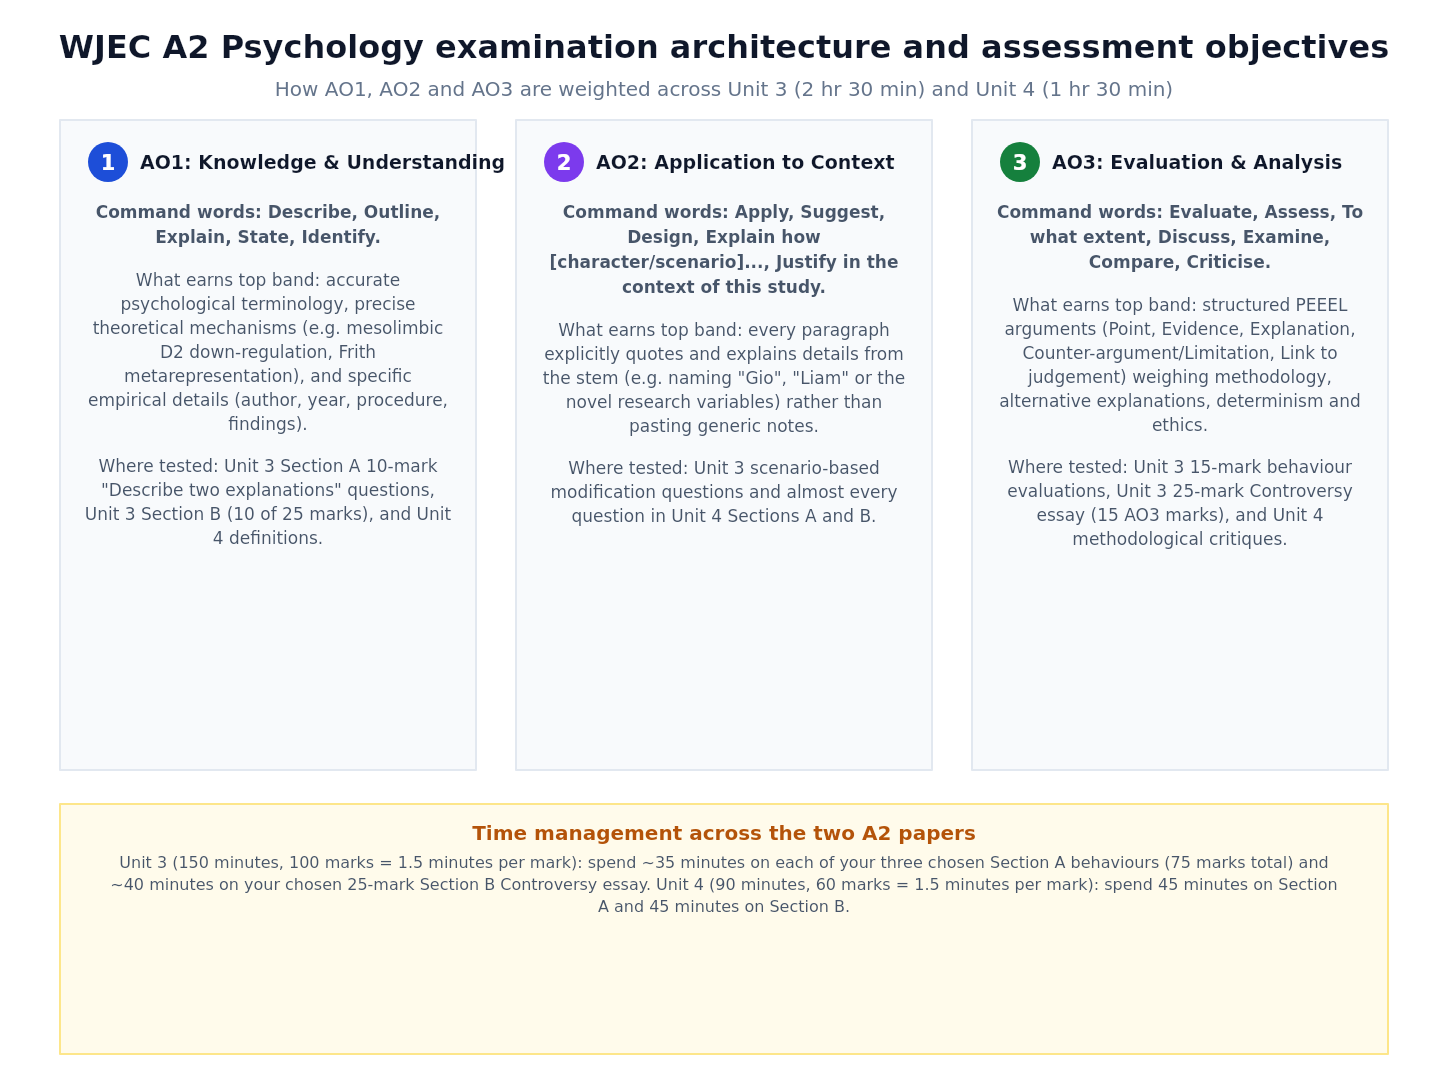 WJEC A2 Psychology examination architecture and assessment objectives
How AO1, AO2 and AO3 are weighted across Unit 3 (2 hr 30 min) and Unit 4 (1 hr 30 min)
1 AO1: Knowledge & Understanding
Command words: Describe, Outline,
Explain, State, Identify.
What earns top band: accurate
psychological terminology, precise
theoretical mechanisms (e.g. mesolimbic
D2 down-regulation, Frith
metarepresentation), and specific
empirical details (author, year, procedure,
findings).
Where tested: Unit 3 Section A 10-mark
"Describe two explanations" questions,
Unit 3 Section B (10 of 25 marks), and Unit
4 definitions.
2 AO2: Application to Context
Command words: Apply, Suggest,
Design, Explain how
[character/scenario]..., Justify in the
context of this study.
What earns top band: every paragraph
explicitly quotes and explains details from
the stem (e.g. naming "Gio", "Liam" or the
novel research variables) rather than
pasting generic notes.
Where tested: Unit 3 scenario-based
modification questions and almost every
question in Unit 4 Sections A and B.
3 AO3: Evaluation & Analysis
Command words: Evaluate, Assess, To
what extent, Discuss, Examine,
Compare, Criticise.
What earns top band: structured PEEEL
arguments (Point, Evidence, Explanation,
Counter-argument/Limitation, Link to
judgement) weighing methodology,
alternative explanations, determinism and
ethics.
Where tested: Unit 3 15-mark behaviour
evaluations, Unit 3 25-mark Controversy
essay (15 AO3 marks), and Unit 4
methodological critiques.
Time management across the two A2 papers
Unit 3 (150 minutes, 100 marks = 1.5 minutes per mark): spend ~35 minutes on each of your three chosen Section A behaviours (75 marks total) and
~40 minutes on your chosen 25-mark Section B Controversy essay. Unit 4 (90 minutes, 60 marks = 1.5 minutes per mark): spend 45 minutes on Section
A and 45 minutes on Section B.